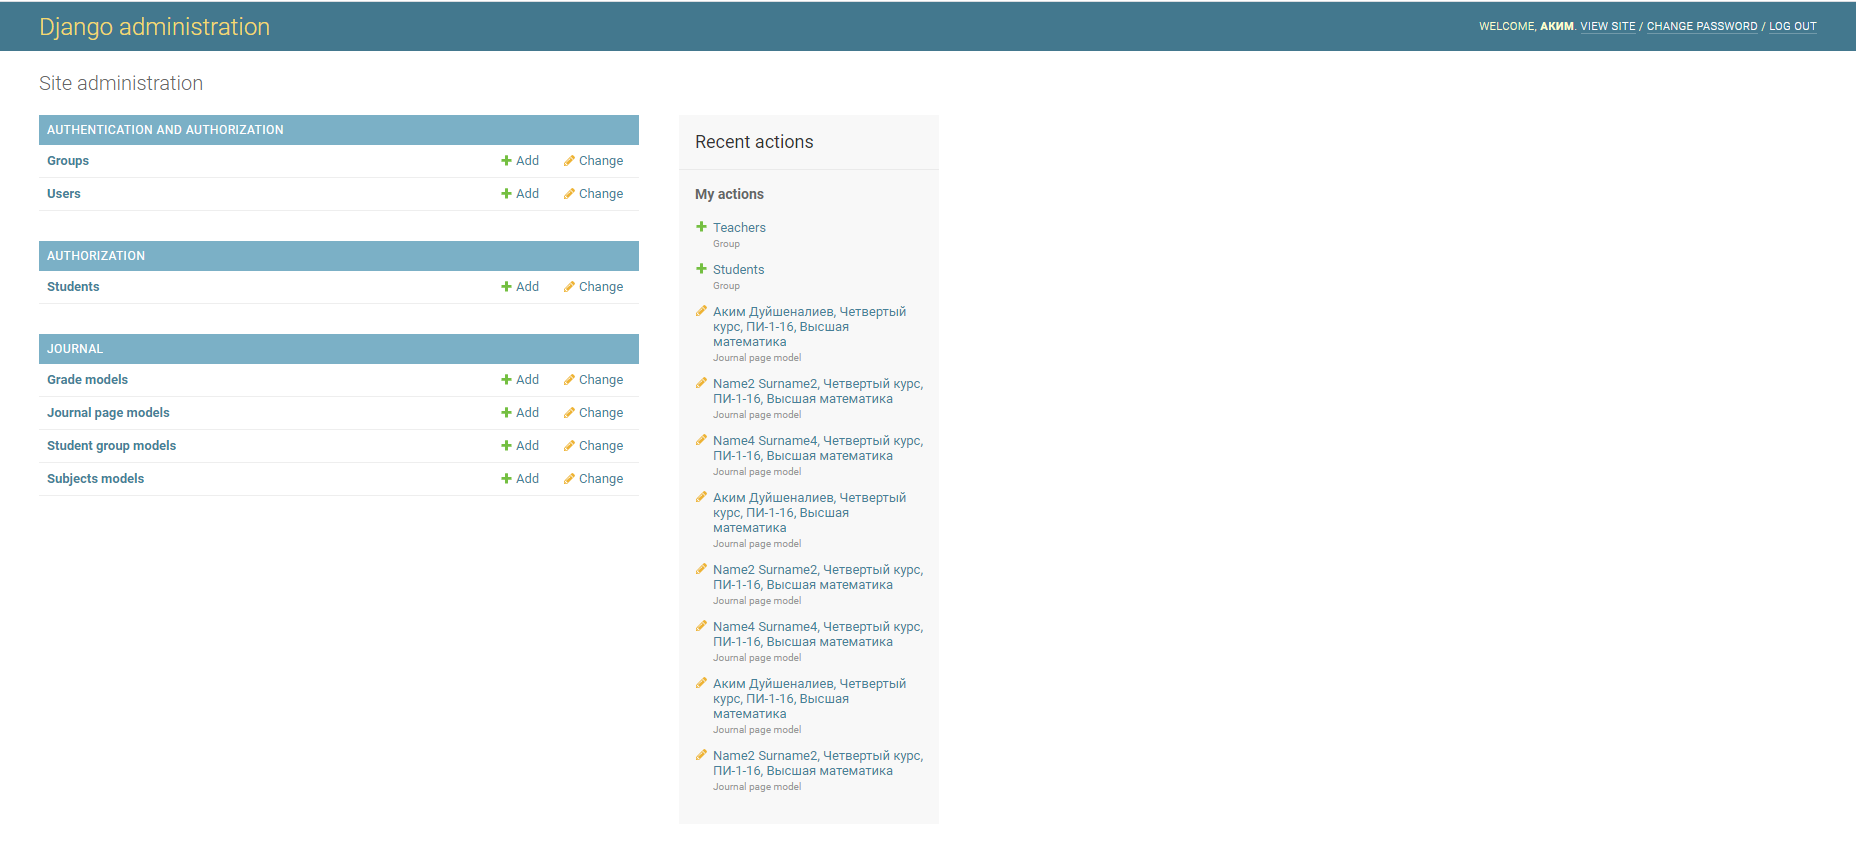 Django administration
WELCOME, АКИМ. VIEW SITE / CHANGE PASSWORD / LOG OUT
Site administration
AUTHENTICATION AND AUTHORIZATION
Groups Add Change
Users Add Change
AUTHORIZATION
Students Add Change
JOURNAL
Grade models Add Change
Journal page models Add Change
Student group models Add Change
Subjects models Add Change
Recent actions
My actions
Teachers
Group
Students
Group
Аким Дуйшеналиев, Четвертый
курс, ПИ-1-16, Высшая
математика
Journal page model
Name2 Surname2, Четвертый курс,
ПИ-1-16, Высшая математика
Journal page model
Name4 Surname4, Четвертый курс,
ПИ-1-16, Высшая математика
Journal page model
Аким Дуйшеналиев, Четвертый
курс, ПИ-1-16, Высшая
математика
Journal page model
Name2 Surname2, Четвертый курс,
ПИ-1-16, Высшая математика
Journal page model
Name4 Surname4, Четвертый курс,
ПИ-1-16, Высшая математика
Journal page model
Аким Дуйшеналиев, Четвертый
курс, ПИ-1-16, Высшая
математика
Journal page model
Name2 Surname2, Четвертый курс,
ПИ-1-16, Высшая математика
Journal page model